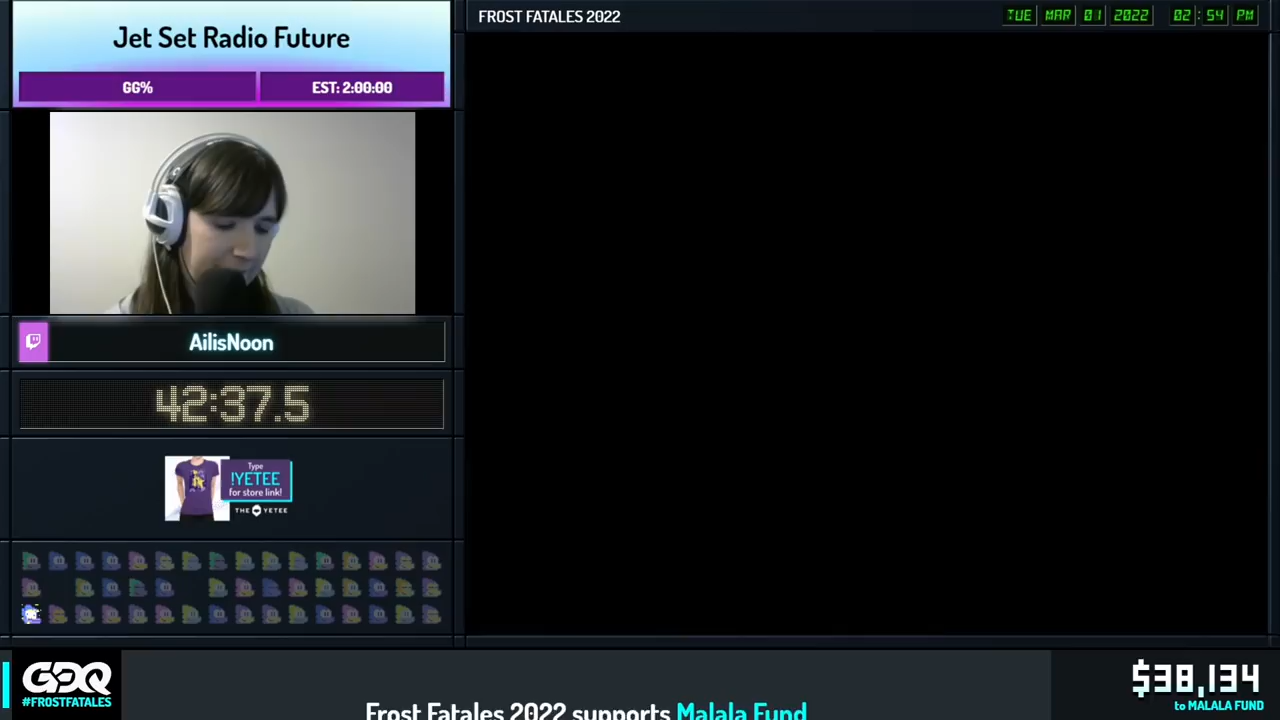 Jet Set Radio Future
GG%
EST: 2:00:00
FROST FATALES 2022
TUE MAR 01 2022 02:54 PM
AilisNoon
42:37.5
Type
!YETEE
for store link!
THE YETEE
GDQ
#FROSTFATALES
Frost Fatales 2022 supports Malala Fund
$38,134
to MALALA FUND